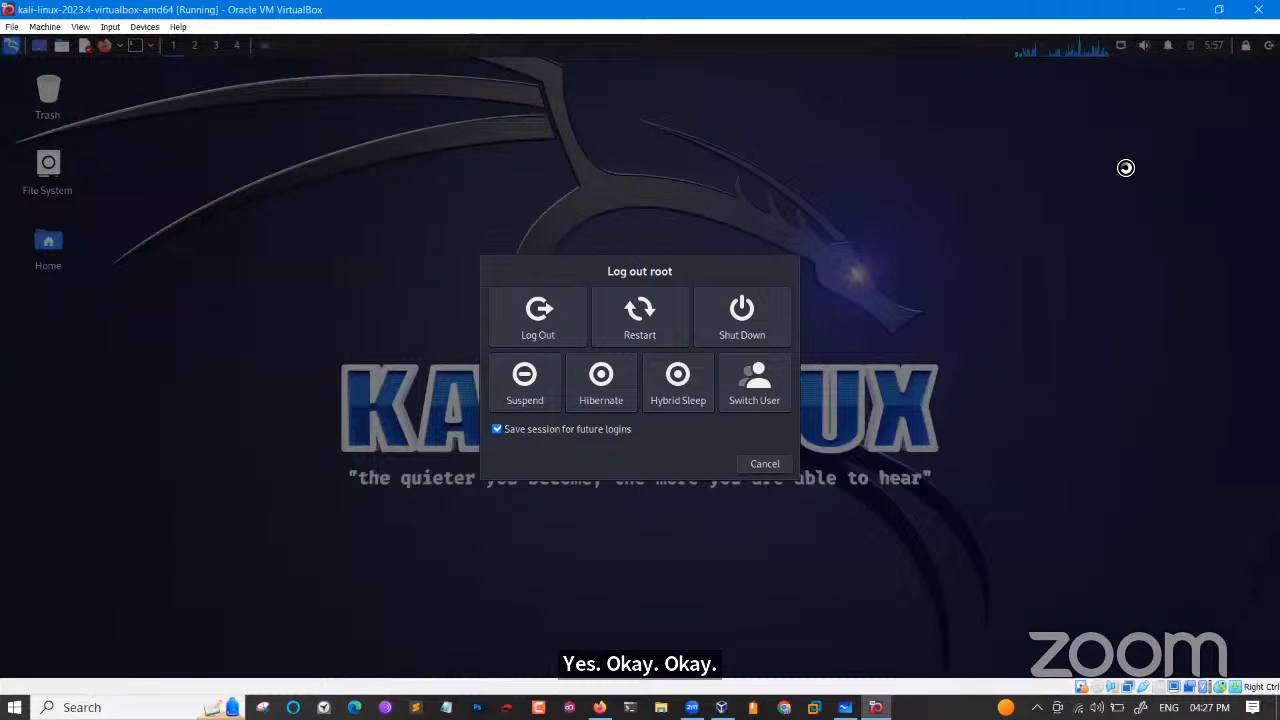 kali-linux-2023.4-virtualbox-amd64 [Running] - Oracle VM VirtualBox
File Machine View Input Devices Help
1 2 3 4
5:57
Trash
File System
Home
Log out root
Log Out Restart Shut Down
Suspend Hibernate Hybrid Sleep Switch User
Save session for future logins
Cancel
KA UX
"the quieter you become, the more you are able to hear"
Yes. Okay. Okay.
zoom
Right Ctrl
Search
ENG 04:27 PM